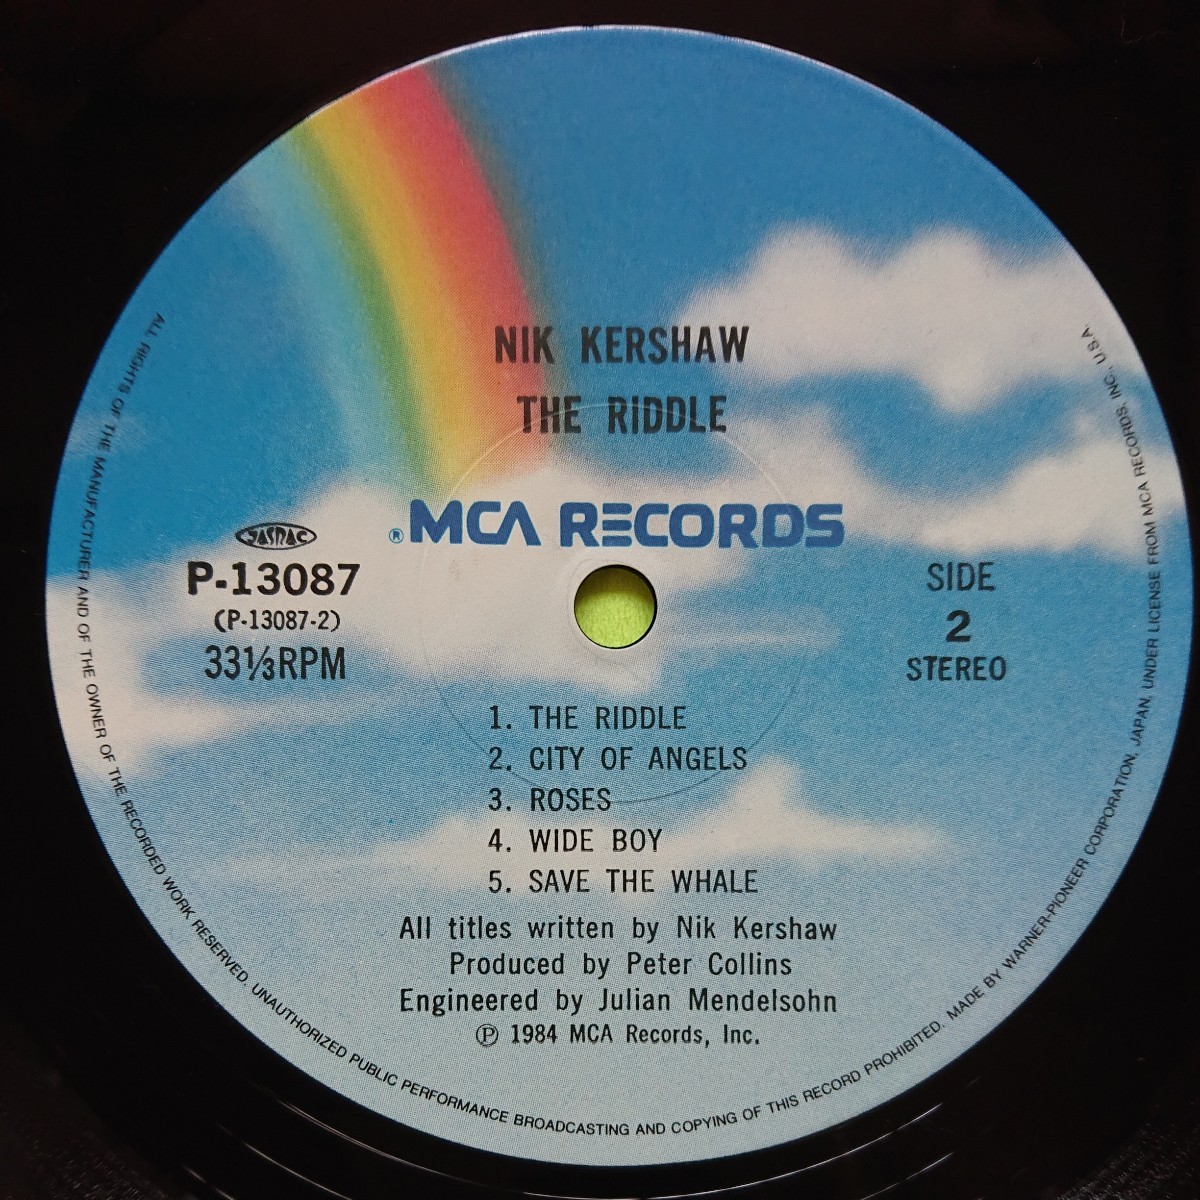 NIK KERSHAW
THE RIDDLE
® MCA RECORDS
JASRAC
P-13087
(P-13087-2)
33⅓RPM
SIDE
2
STEREO
1. THE RIDDLE
2. CITY OF ANGELS
3. ROSES
4. WIDE BOY
5. SAVE THE WHALE
All titles written by Nik Kershaw
Produced by Peter Collins
Engineered by Julian Mendelsohn
℗ 1984 MCA Records, Inc.
ALL RIGHTS OF THE MANUFACTURER AND OF THE OWNER OF THE RECORDED WORK RESERVED. UNAUTHORIZED PUBLIC PERFORMANCE BROADCASTING AND COPYING OF THIS RECORD PROHIBITED. MADE BY WARNER-PIONEER CORPORATION, JAPAN, UNDER LICENSE FROM MCA RECORDS, INC., U.S.A.